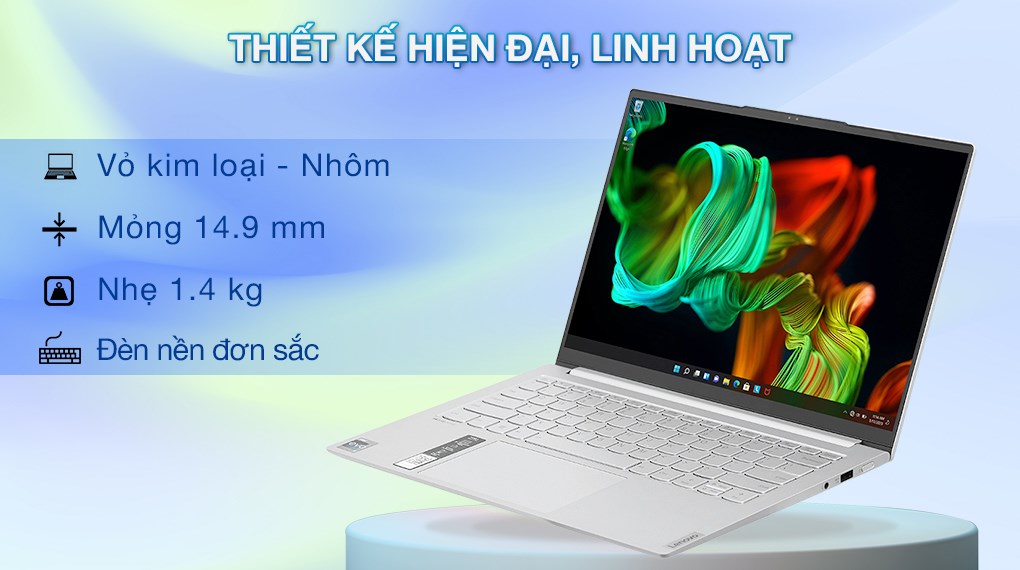 THIẾT KẾ HIỆN ĐẠI, LINH HOẠT
Vỏ kim loại - Nhôm
Mỏng 14.9 mm
Nhẹ 1.4 kg
Đèn nền đơn sắc
Lenovo